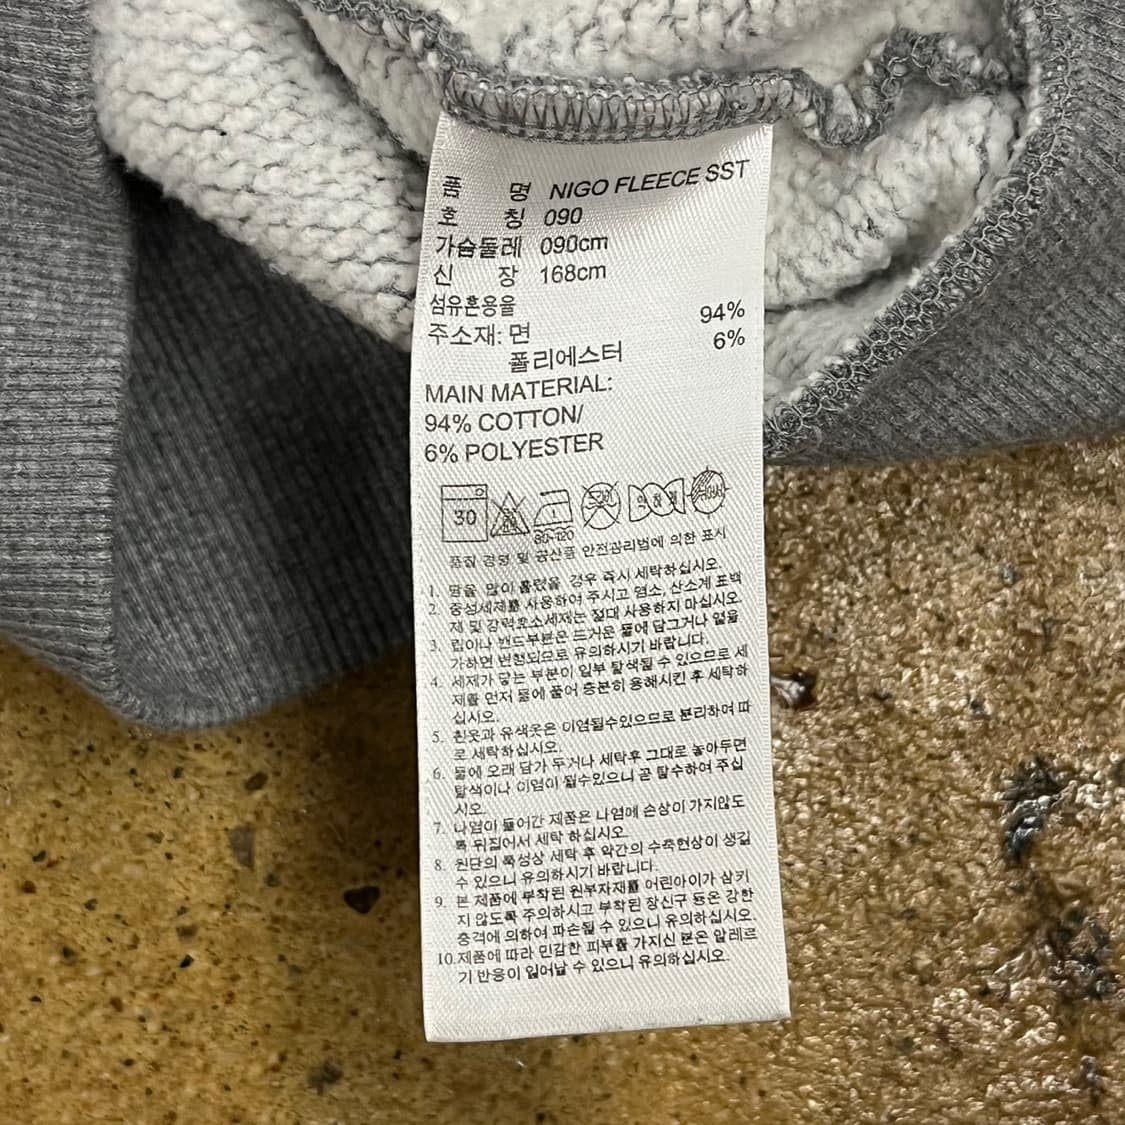 품 명 NIGO FLEECE SST
호 칭 090
가슴둘레 090cm
신 장 168cm
섬유혼용율
주소재: 면 94%
폴리에스터 6%
MAIN MATERIAL:
94% COTTON/
6% POLYESTER
30
80~120
품질 경영 및 공산품 안전관리법에 의한 표시
1. 땀을 많이 흘렸을 경우 즉시 세탁하십시오.
2. 중성세제를 사용하여 주시고 염소, 산소계 표백
제 및 강력효소세제는 절대 사용하지 마십시오.
3. 립이나 밴드부분은 뜨거운 물에 담그거나 열을
가하면 변형되므로 유의하시기 바랍니다.
4. 세제가 닿는 부분이 일부 탈색될 수 있으므로 세
제를 먼저 물에 풀어 충분히 용해시킨 후 세탁하
십시오.
5. 흰옷과 유색옷은 이염될수있으므로 분리하여 따
로 세탁하십시오.
6. 물에 오래 담가 두거나 세탁후 그대로 놓아두면
탈색이나 이염이 될수있으니 곧 탈수하여 주십
시오.
7. 나염이 들어간 제품은 나염에 손상이 가지않도
록 뒤집어서 세탁 하십시오.
8. 원단의 특성상 세탁 후 약간의 수축현상이 생길
수 있으니 유의하시기 바랍니다.
9. 본 제품에 부착된 원부자재를 어린아이가 삼키
지 않도록 주의하시고 부착된 장신구 등은 강한
충격에 의하여 파손될 수 있으니 유의하십시오.
10.제품에 따라 민감한 피부를 가지신 분은 알레르
기 반응이 일어날 수 있으니 유의하십시오.